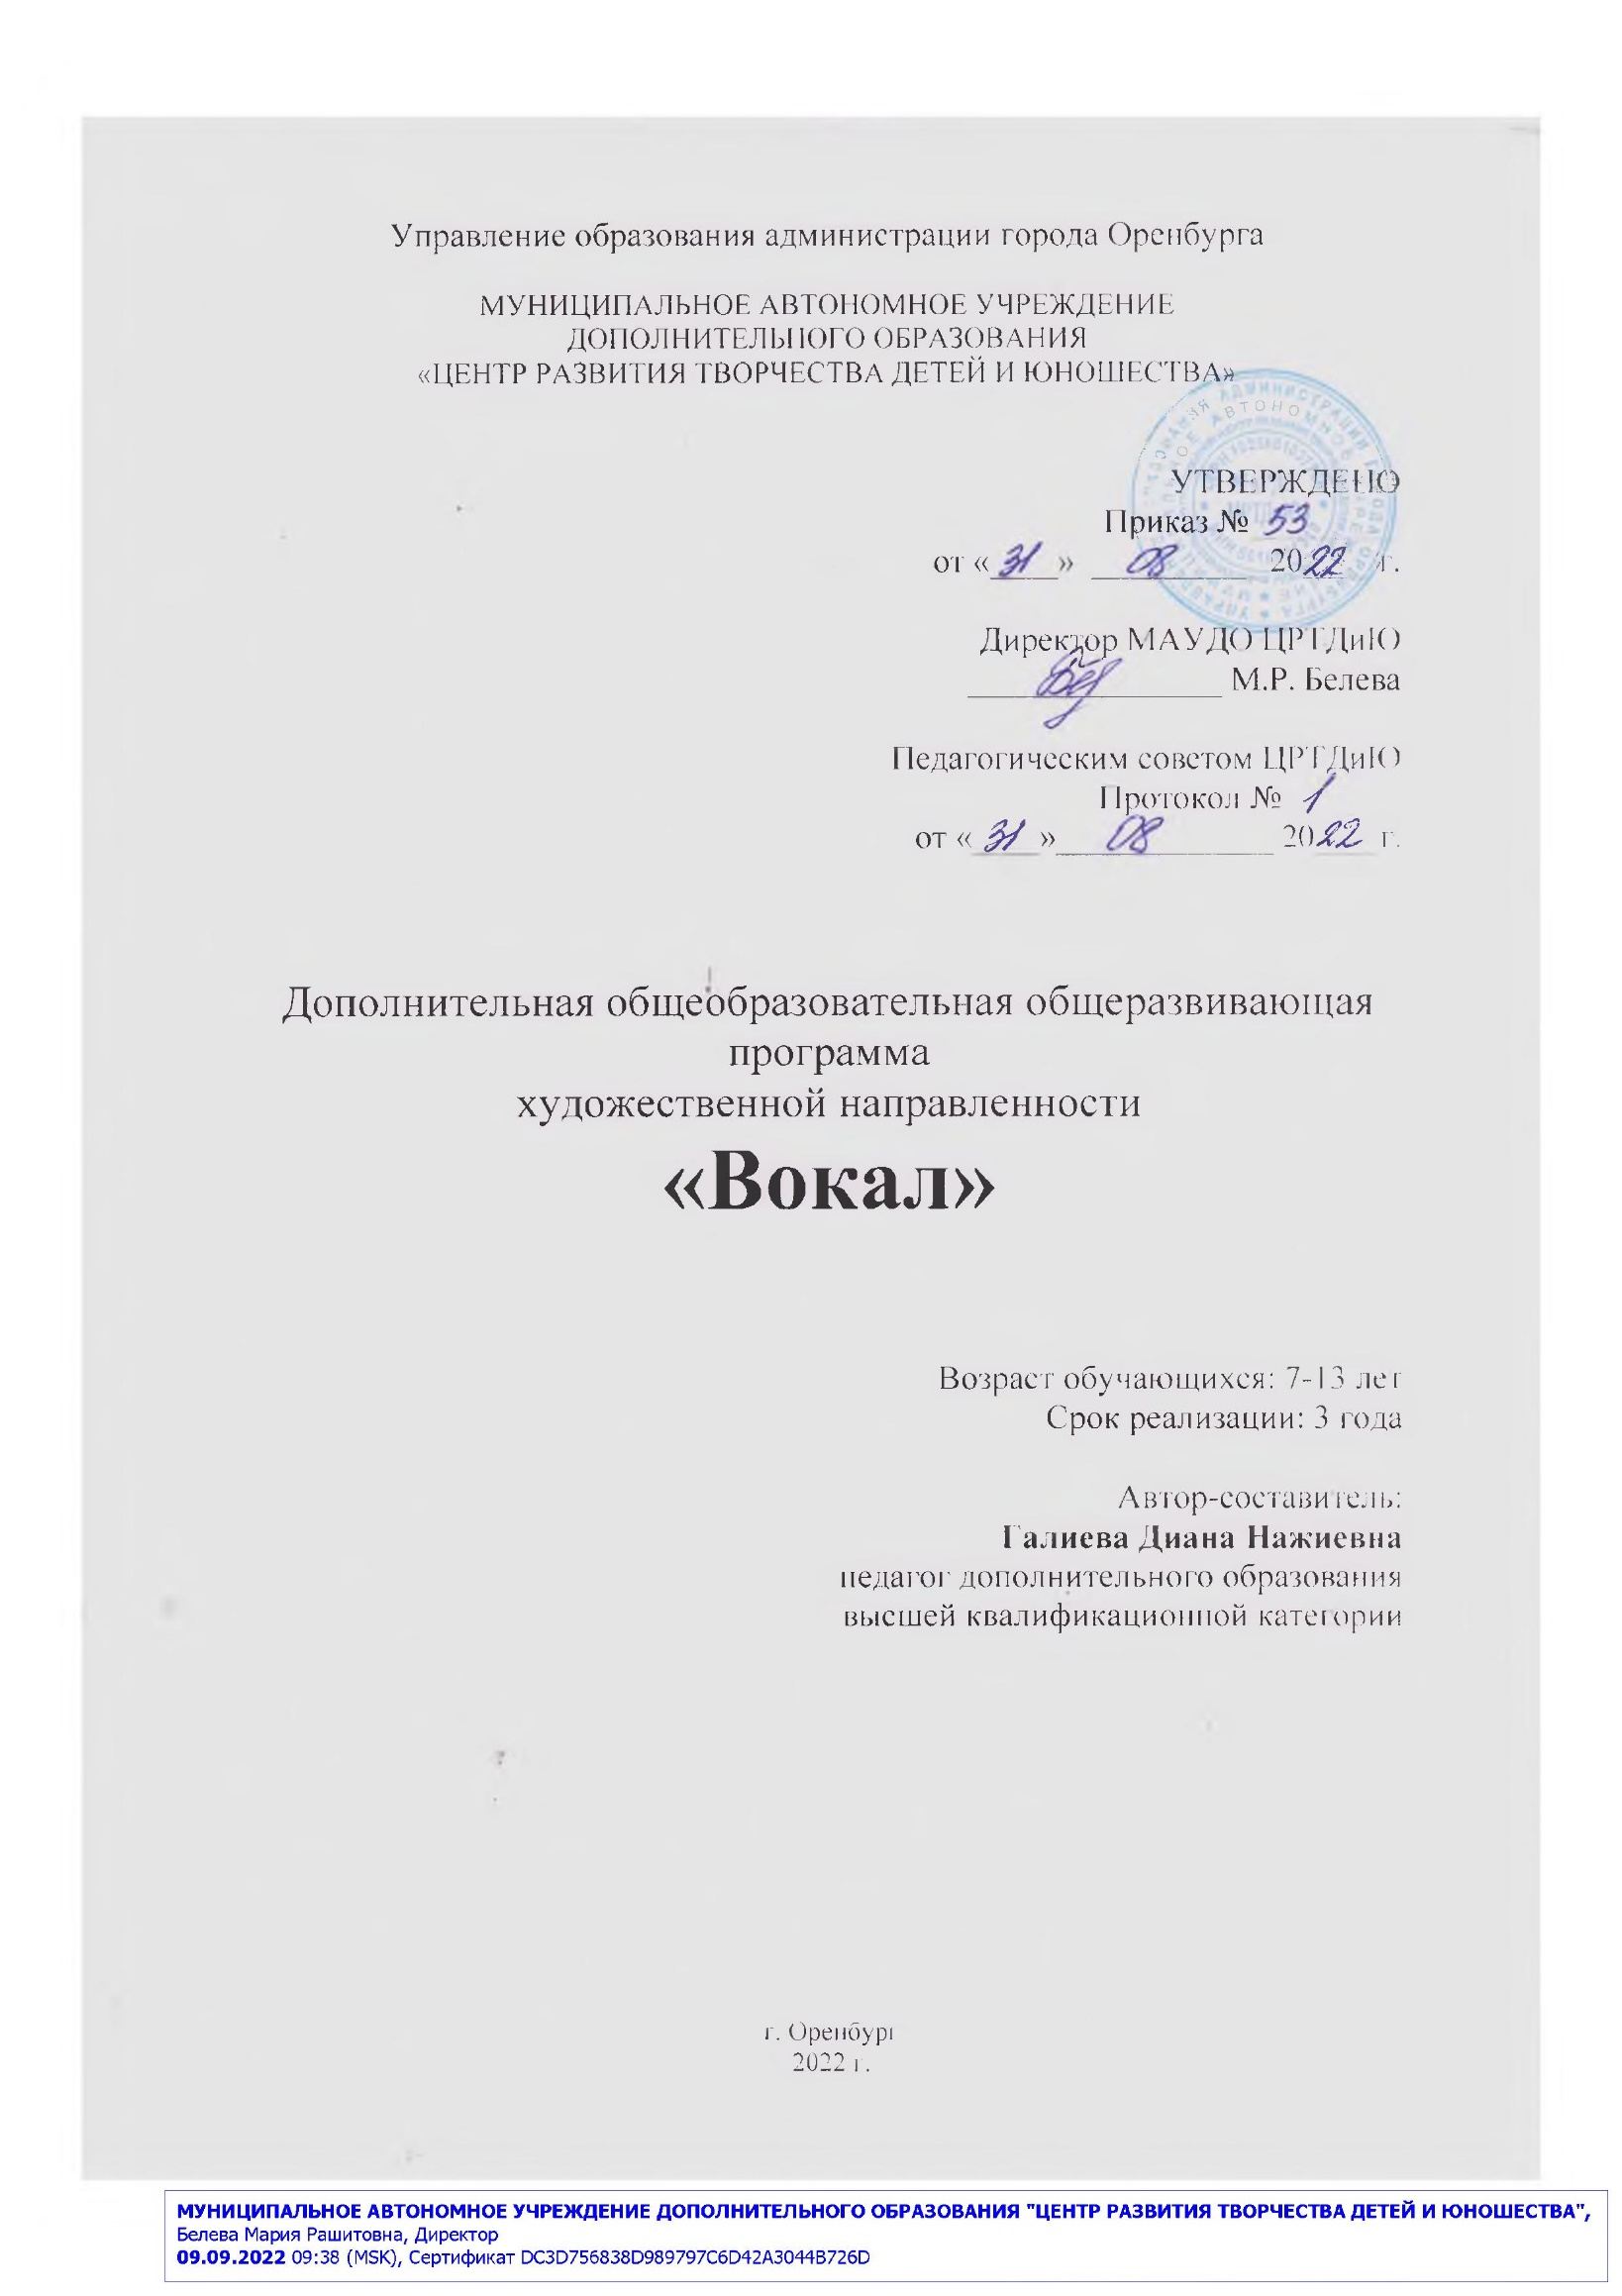 Управление образования администрации города Оренбурга
МУНИЦИПАЛЬНОЕ АВТОНОМНОЕ УЧРЕЖДЕНИЕ
ДОПОЛНИТЕЛЬНОГО ОБРАЗОВАНИЯ
«ЦЕНТР РАЗВИТИЯ ТВОРЧЕСТВА ДЕТЕЙ И ЮНОШЕСТВА»
УТВЕРЖДЕНО
Приказ № 53
от «31» 08 2022 г.
Директор МАУДО ЦРТДиЮ
М.Р. Белева
Педагогическим советом ЦРТДиЮ
Протокол № 1
от «31» 08 2022 г.
Дополнительная общеобразовательная общеразвивающая
программа
художественной направленности
«Вокал»
Возраст обучающихся: 7-13 лет
Срок реализации: 3 года
Автор-составитель:
Галиева Диана Нажиевна
педагог дополнительного образования
высшей квалификационной категории
г. Оренбург
2022 г.
МУНИЦИПАЛЬНОЕ АВТОНОМНОЕ УЧРЕЖДЕНИЕ ДОПОЛНИТЕЛЬНОГО ОБРАЗОВАНИЯ "ЦЕНТР РАЗВИТИЯ ТВОРЧЕСТВА ДЕТЕЙ И ЮНОШЕСТВА",
Белева Мария Рашитовна, Директор
09.09.2022 09:38 (MSK), Сертификат DC3D756838D989797C6D42A3044B726D